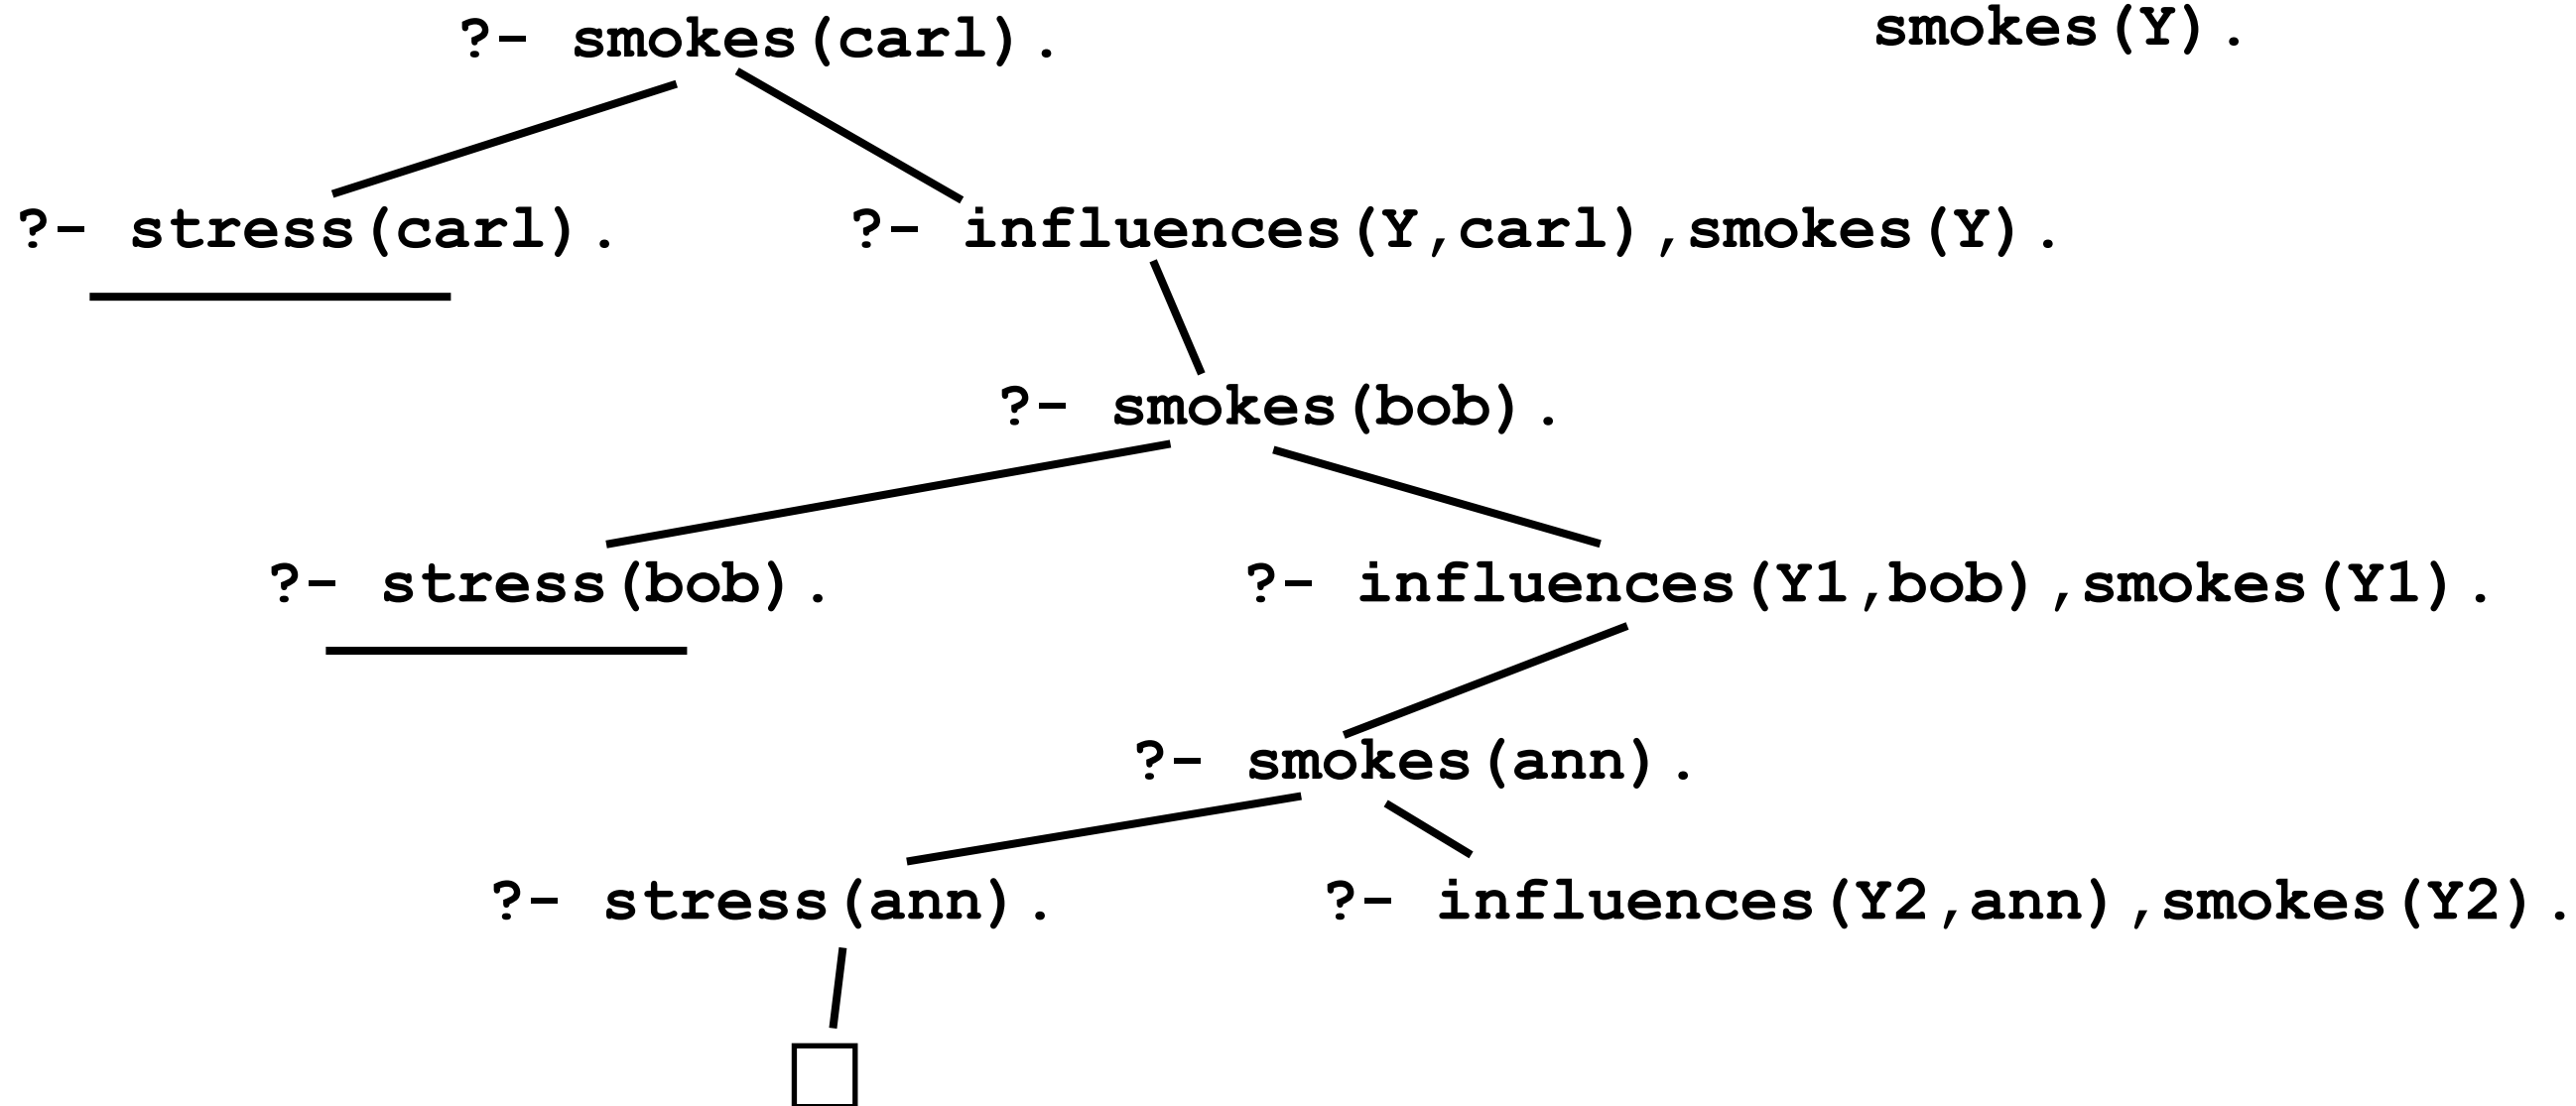 ?- smokes(carl).
smokes(Y).
?- stress(carl).
?- influences(Y,carl),smokes(Y).
?- smokes(bob).
?- stress(bob).
?- influences(Y1,bob),smokes(Y1).
?- smokes(ann).
?- stress(ann).
?- influences(Y2,ann),smokes(Y2).